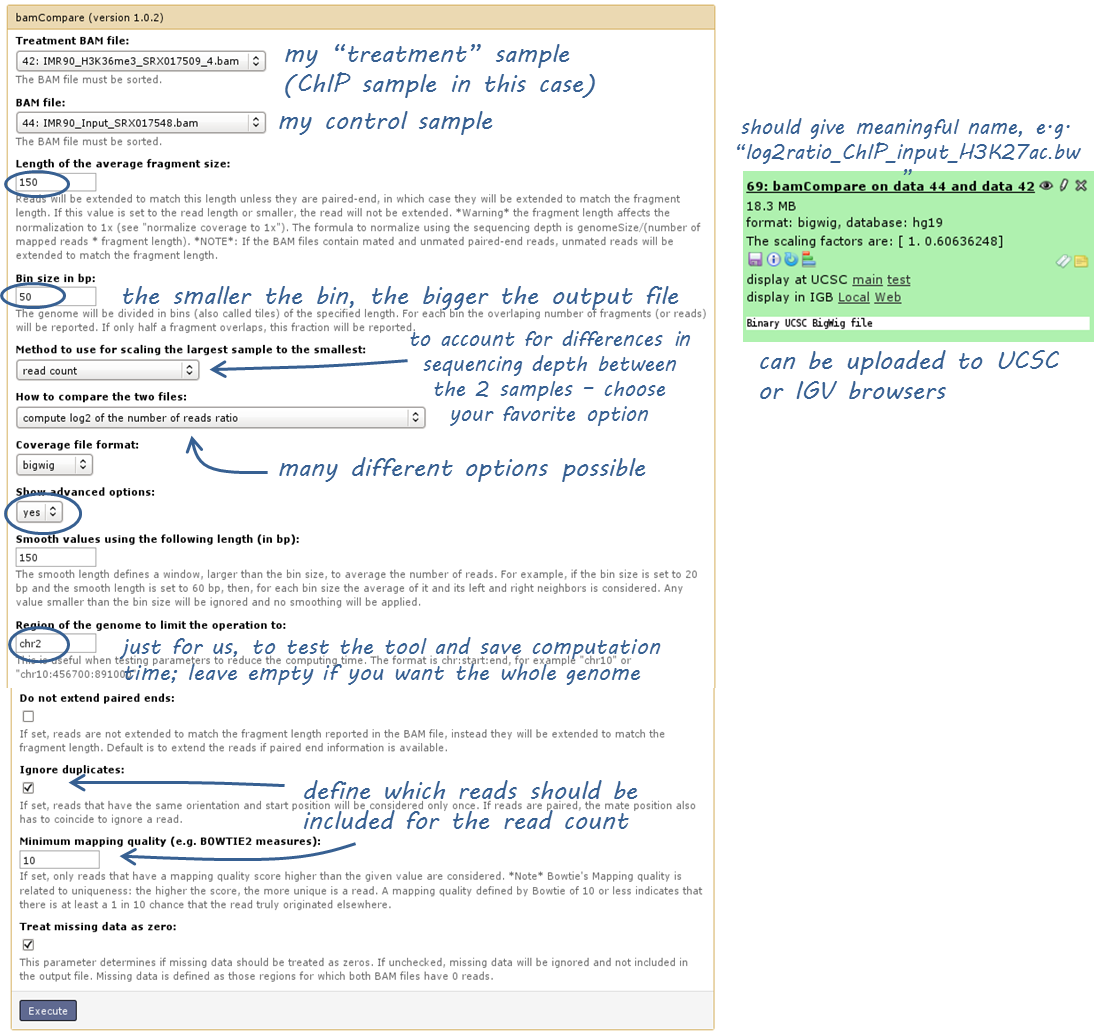 bamCompare (version 1.0.2)
Treatment BAM file:
42: IMR90_H3K36me3_SRX017509_4.bam
my “treatment” sample
(ChIP sample in this case)
The BAM file must be sorted.
BAM file:
44: IMR90_Input_SRX017548.bam
my control sample
The BAM file must be sorted.
Length of the average fragment size:
150
Reads will be extended to match this length unless they are paired-end, in which case they will be extended to match the fragment
length. If this value is set to the read length or smaller, the read will not be extended. *Warning* the fragment length affects the
normalization to 1x (see "normalize coverage to 1x"). The formula to normalize using the sequencing depth is genomeSize/(number of
mapped reads * fragment length). *NOTE*: If the BAM files contain mated and unmated paired-end reads, unmated reads will be
extended to match the fragment length.
Bin size in bp:
50
the smaller the bin, the bigger the output file
The genome will be divided in bins (also called tiles) of the specified length. For each bin the overlaping number of fragments (or reads)
will be reported. If only half a fragment overlaps, this fraction will be reported.
Method to use for scaling the largest sample to the smallest:
read count
to account for differences in
sequencing depth between
the 2 samples – choose
your favorite option
How to compare the two files:
compute log2 of the number of reads ratio
Coverage file format:
bigwig
many different options possible
Show advanced options:
yes
Smooth values using the following length (in bp):
150
The smooth length defines a window, larger than the bin size, to average the number of reads. For example, if the bin size is set to 20
bp and the smooth length is set to 60 bp, then, for each bin size the average of it and its left and right neighbors is considered. Any
value smaller than the bin size will be ignored and no smoothing will be applied.
Region of the genome to limit the operation to:
chr2
just for us, to test the tool and save computation
time; leave empty if you want the whole genome
This is useful when testing parameters to reduce the computing time. The format is chr:start:end, for example "chr10" or
"chr10:456700:891000
Do not extend paired ends:
If set, reads are not extended to match the fragment length reported in the BAM file, instead they will be extended to match the
fragment length. Default is to extend the reads if paired end information is available.
Ignore duplicates:
define which reads should be
included for the read count
If set, reads that have the same orientation and start position will be considered only once. If reads are paired, the mate position also
has to coincide to ignore a read.
Minimum mapping quality (e.g. BOWTIE2 measures):
10
If set, only reads that have a mapping quality score higher than the given value are considered. *Note* Bowtie's Mapping quality is
related to uniqueness: the higher the score, the more unique is a read. A mapping quality defined by Bowtie of 10 or less indicates that
there is at least a 1 in 10 chance that the read truly originated elsewhere.
Treat missing data as zero:
This parameter determines if missing data should be treated as zeros. If unchecked, missing data will be ignored and not included in
the output file. Missing data is defined as those regions for which both BAM files have 0 reads.
Execute
should give meaningful name, e.g.
“log2ratio_ChIP_input_H3K27ac.bw
”
69: bamCompare on data 44 and data 42
18.3 MB
format: bigwig, database: hg19
The scaling factors are: [ 1. 0.60636248]
display at UCSC main test
display in IGB Local Web
Binary UCSC BigWig file
can be uploaded to UCSC
or IGV browsers